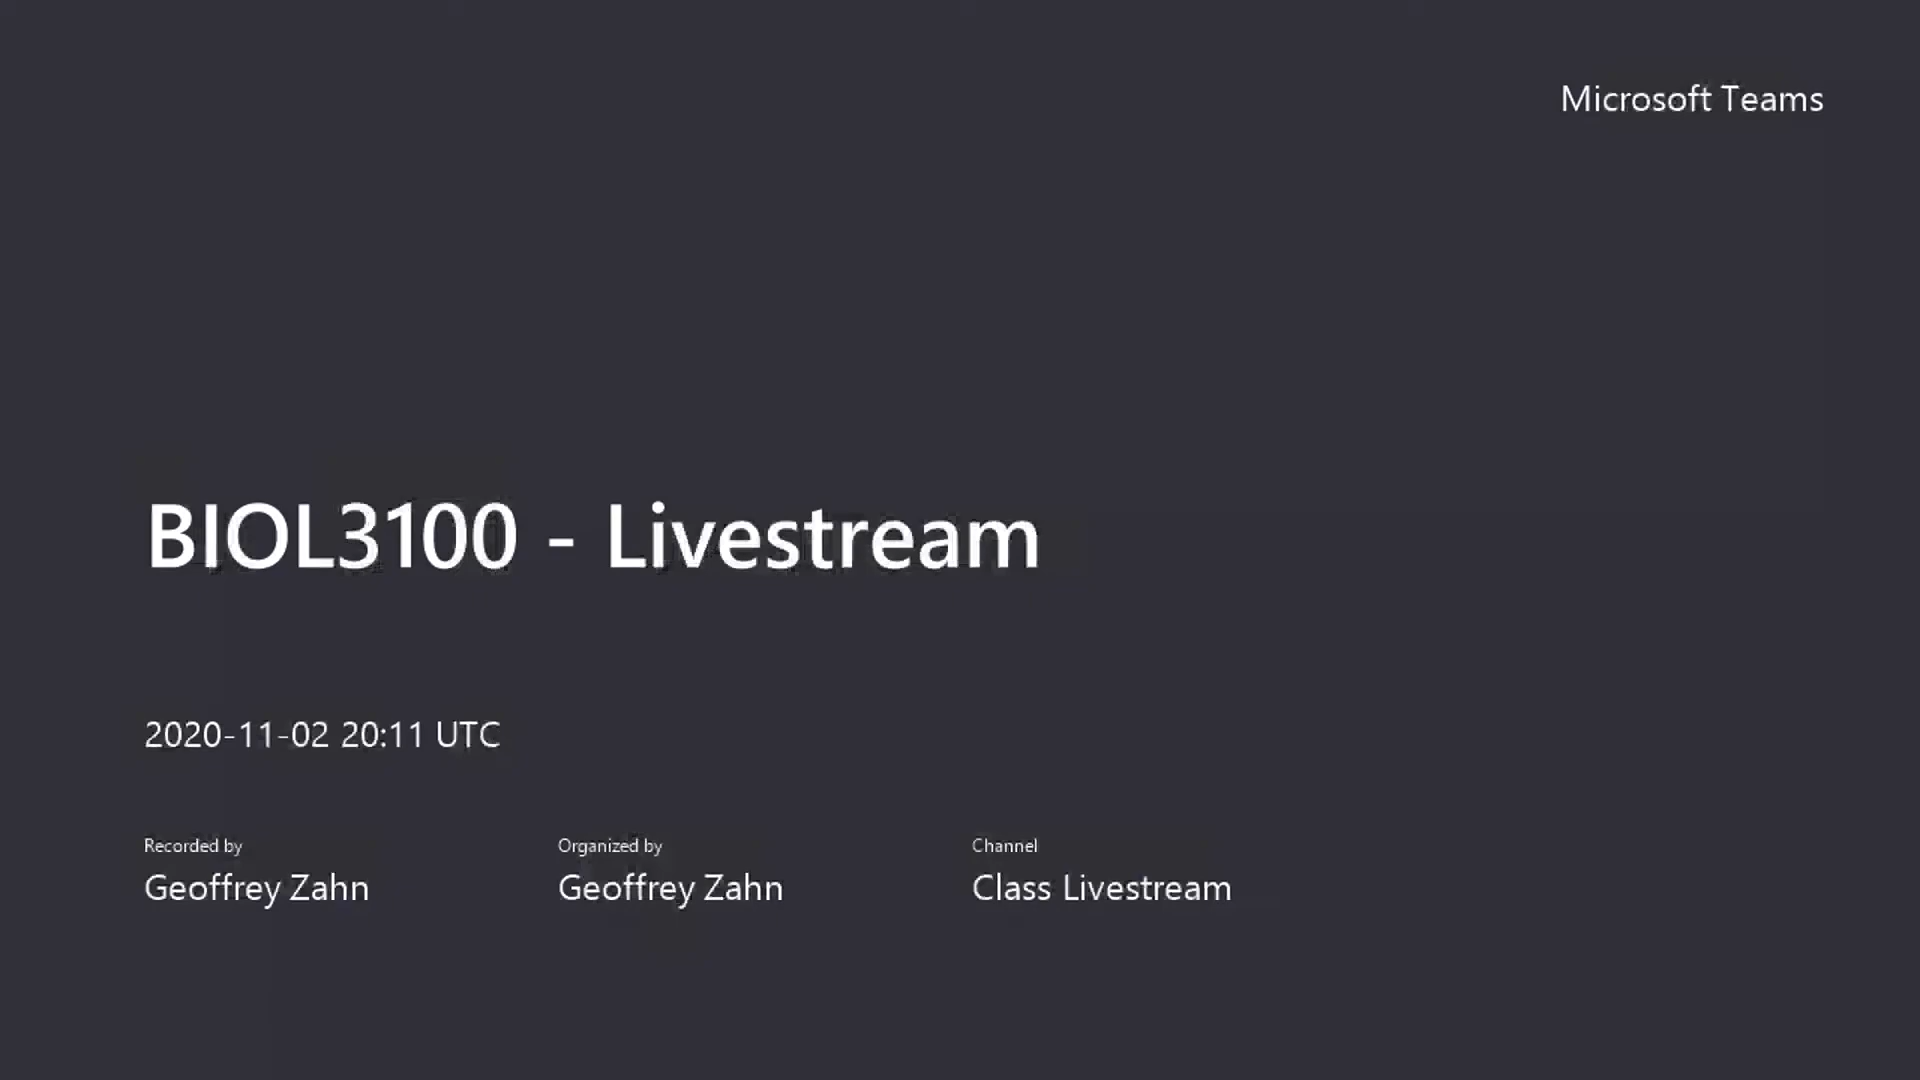 Microsoft Teams
BIOL3100 - Livestream
2020-11-02 20:11 UTC
Recorded by
Geoffrey Zahn
Organized by
Geoffrey Zahn
Channel
Class Livestream